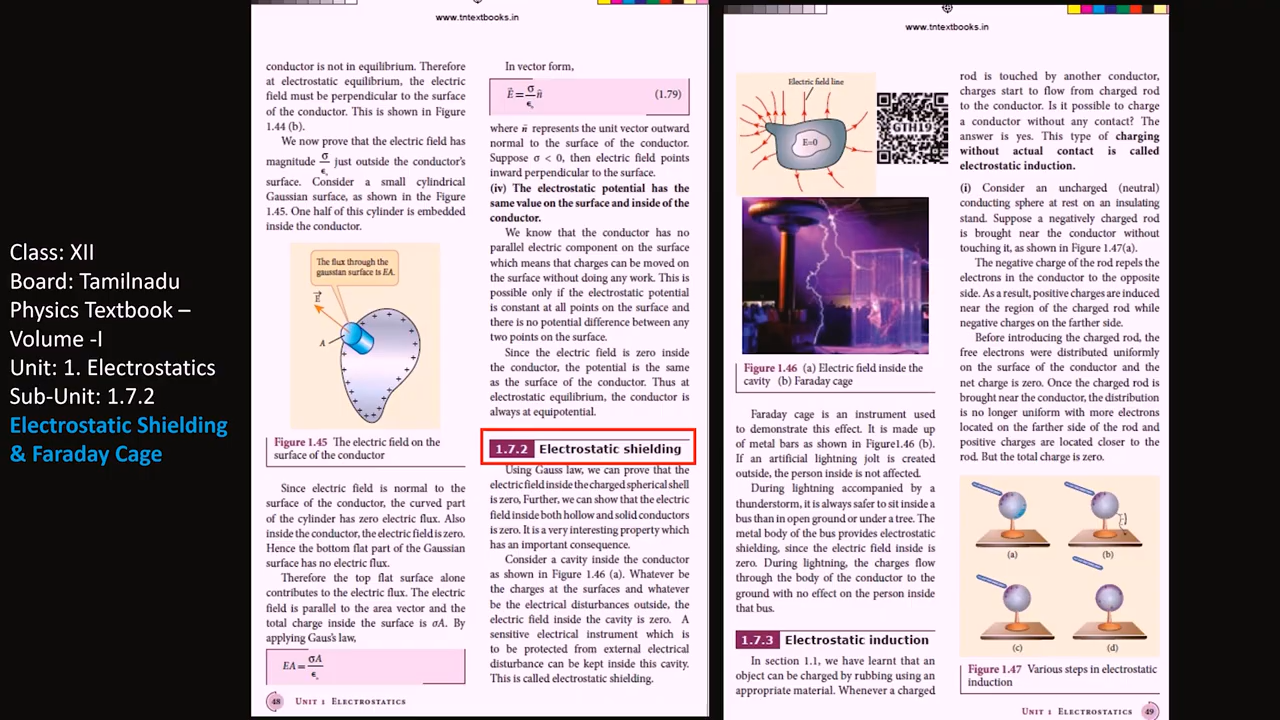 Class: XII
Board: Tamilnadu
Physics Textbook –
Volume -I
Unit: 1. Electrostatics
Sub-Unit: 1.7.2
Electrostatic Shielding
& Faraday Cage
www.tntextbooks.in
conductor is not in equilibrium. Therefore
at electrostatic equilibrium, the electric
field must be perpendicular to the surface
of the conductor. This is shown in Figure
1.44 (b).
We now prove that the electric field has
magnitude σ/ϵ₀ just outside the conductor's
surface. Consider a small cylindrical
Gaussian surface, as shown in the Figure
1.45. One half of this cylinder is embedded
inside the conductor.
The flux through the
gaussian surface is EA.
E
A
Figure 1.45 The electric field on the
surface of the conductor
Since electric field is normal to the
surface of the conductor, the curved part
of the cylinder has zero electric flux. Also
inside the conductor, the electric field is zero.
Hence the bottom flat part of the Gaussian
surface has no electric flux.
Therefore the top flat surface alone
contributes to the electric flux. The electric
field is parallel to the area vector and the
total charge inside the surface is σA. By
applying Gaus's law,
EA = σA/ϵ₀
48 UNIT 1 ELECTROSTATICS
In vector form,
E⃗ = σ/ϵ₀ n̂ (1.79)
where n̂ represents the unit vector outward
normal to the surface of the conductor.
Suppose σ < 0, then electric field points
inward perpendicular to the surface.
(iv) The electrostatic potential has the
same value on the surface and inside of the
conductor.
We know that the conductor has no
parallel electric component on the surface
which means that charges can be moved on
the surface without doing any work. This is
possible only if the electrostatic potential
is constant at all points on the surface and
there is no potential difference between any
two points on the surface.
Since the electric field is zero inside
the conductor, the potential is the same
as the surface of the conductor. Thus at
electrostatic equilibrium, the conductor is
always at equipotential.
1.7.2 Electrostatic shielding
Using Gauss law, we can prove that the
electric field inside the charged spherical shell
is zero, Further, we can show that the electric
field inside both hollow and solid conductors
is zero. It is a very interesting property which
has an important consequence.
Consider a cavity inside the conductor
as shown in Figure 1.46 (a). Whatever be
the charges at the surfaces and whatever
be the electrical disturbances outside, the
electric field inside the cavity is zero. A
sensitive electrical instrument which is
to be protected from external electrical
disturbance can be kept inside this cavity.
This is called electrostatic shielding.
www.tntextbooks.in
Electric field line
E=0
GTH19
Figure 1.46 (a) Electric field inside the
cavity (b) Faraday cage
Faraday cage is an instrument used
to demonstrate this effect. It is made up
of metal bars as shown in Figure1.46 (b).
If an artificial lightning jolt is created
outside, the person inside is not affected.
During lightning accompanied by a
thunderstorm, it is always safer to sit inside a
bus than in open ground or under a tree. The
metal body of the bus provides electrostatic
shielding, since the electric field inside is
zero. During lightning, the charges flow
through the body of the conductor to the
ground with no effect on the person inside
that bus.
1.7.3 Electrostatic induction
In section 1.1, we have learnt that an
object can be charged by rubbing using an
appropriate material. Whenever a charged
rod is touched by another conductor,
charges start to flow from charged rod
to the conductor. Is it possible to charge
a conductor without any contact? The
answer is yes. This type of charging
without actual contact is called
electrostatic induction.
(i) Consider an uncharged (neutral)
conducting sphere at rest on an insulating
stand. Suppose a negatively charged rod
is brought near the conductor without
touching it, as shown in Figure 1.47(a).
The negative charge of the rod repels the
electrons in the conductor to the opposite
side. As a result, positive charges are induced
near the region of the charged rod while
negative charges on the farther side.
Before introducing the charged rod, the
free electrons were distributed uniformly
on the surface of the conductor and the
net charge is zero. Once the charged rod is
brought near the conductor, the distribution
is no longer uniform with more electrons
located on the farther side of the rod and
positive charges are located closer to the
rod. But the total charge is zero.
(a) (b)
(c) (d)
Figure 1.47 Various steps in electrostatic
induction
UNIT 1 ELECTROSTATICS 49